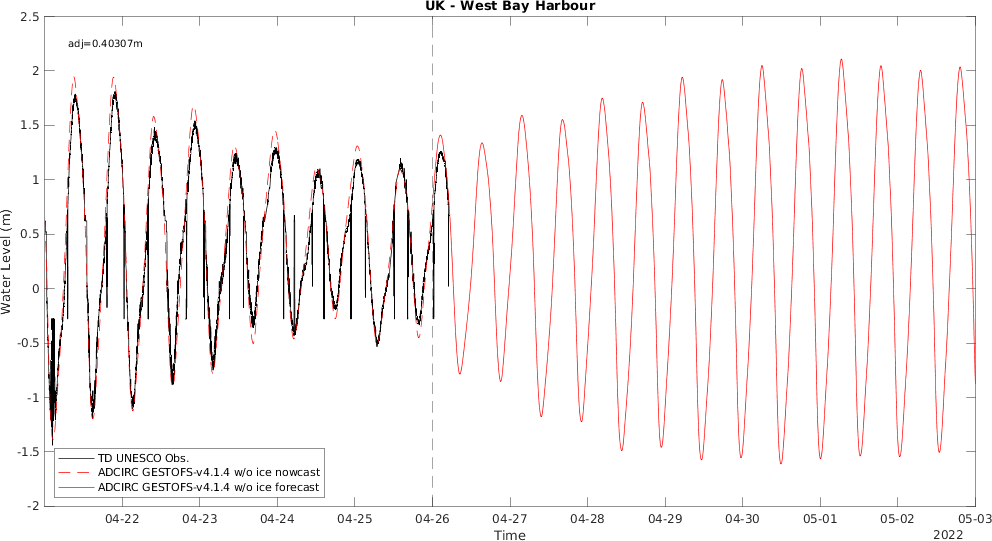 UK - West Bay Harbour
adj=0.40307m
2.5
2
1.5
1
0.5
0
-0.5
-1
-1.5
-2
Water Level (m)
TD UNESCO Obs.
ADCIRC GESTOFS-v4.1.4 w/o ice nowcast
ADCIRC GESTOFS-v4.1.4 w/o ice forecast
04-22 04-23 04-24 04-25 04-26 04-27 04-28 04-29 04-30 05-01 05-02 05-03
Time
2022